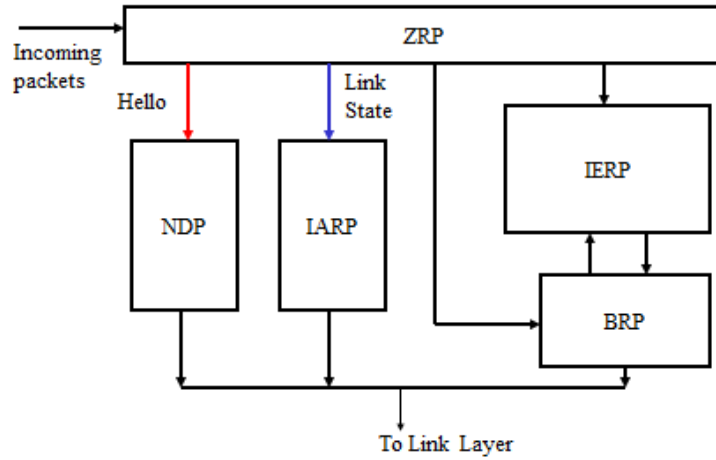 ZRP
Incoming
packets
Hello
Link
State
NDP
IARP
IERP
BRP
To Link Layer